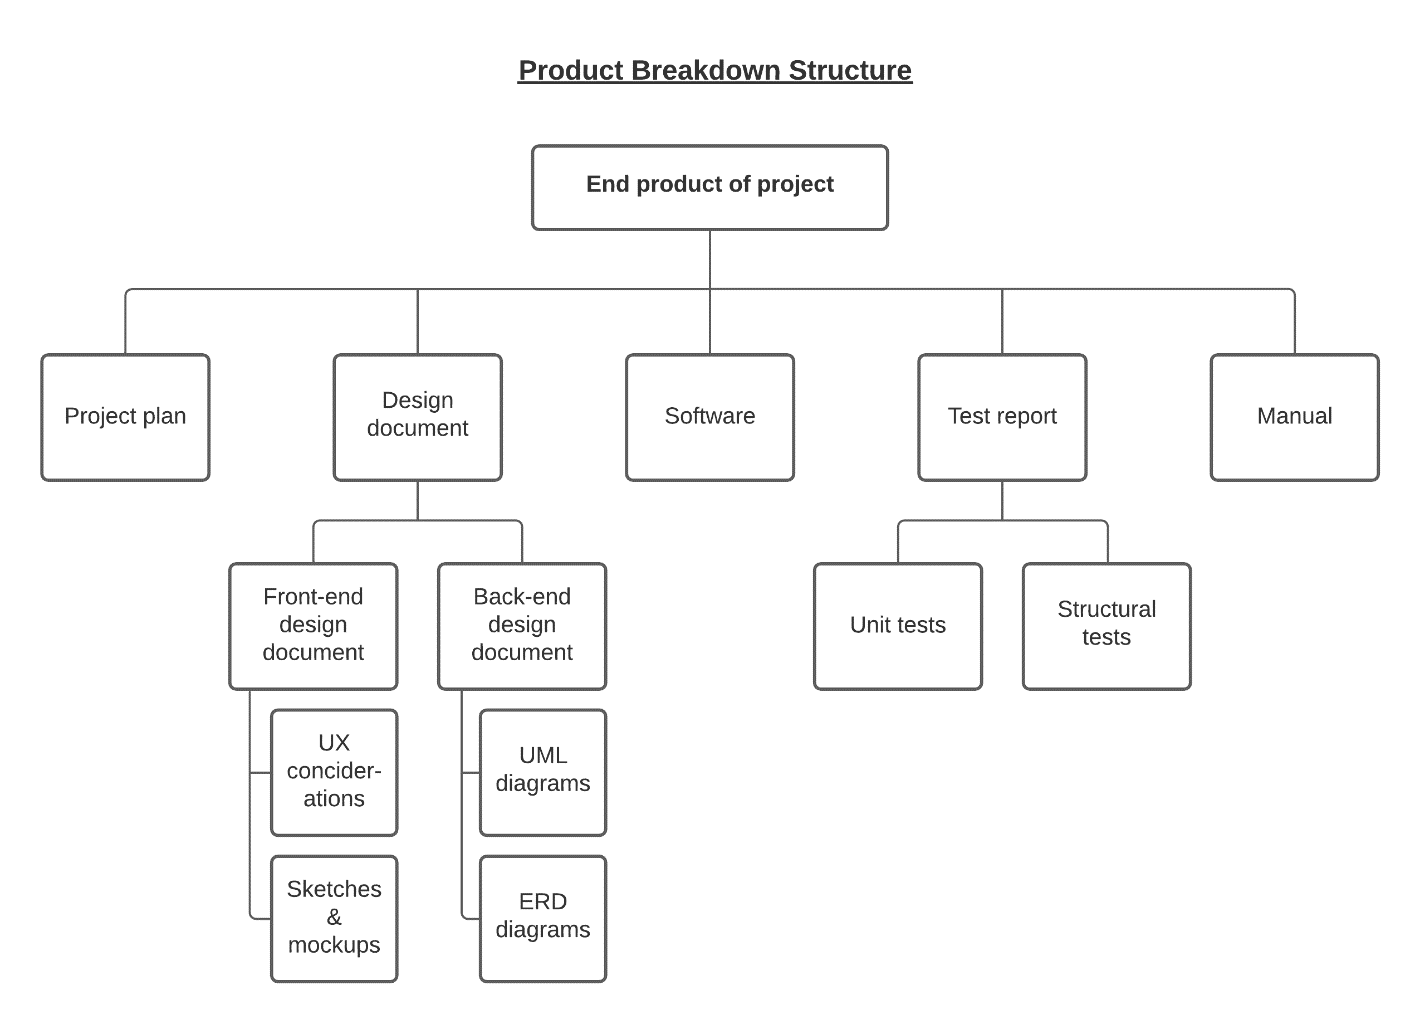 Product Breakdown Structure
End product of project
Project plan
Design
document
Software
Test report
Manual
Front-end
design
document
Back-end
design
document
Unit tests
Structural
tests
UX
concider-
ations
UML
diagrams
Sketches
&
mockups
ERD
diagrams